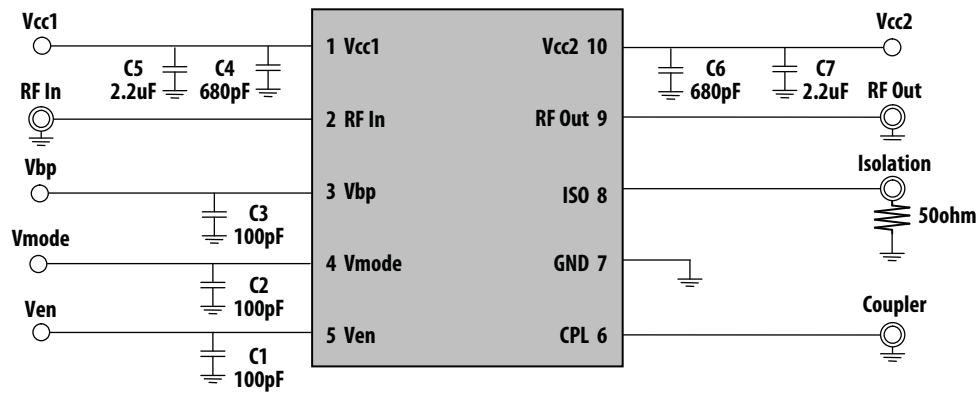 Vcc1
C5
2.2uF
C4
680pF
1 Vcc1
Vcc2 10
C6
680pF
C7
2.2uF
Vcc2
RF In
2 RF In
RF Out 9
RF Out
Vbp
C3
100pF
3 Vbp
ISO 8
Isolation
50ohm
Vmode
C2
100pF
4 Vmode
GND 7
Ven
C1
100pF
5 Ven
CPL 6
Coupler